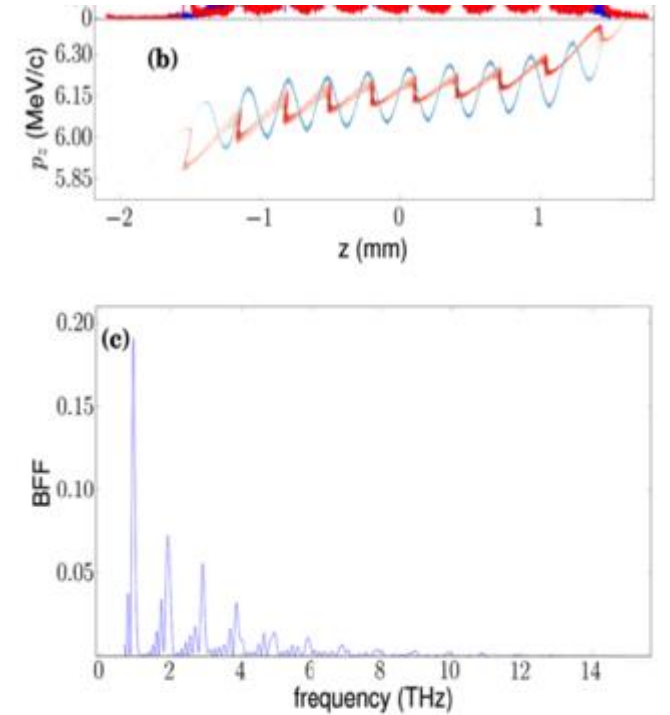 0
6.30
(b)
6.15
6.00
5.85
p_z (MeV/c)
−2 −1 0 1
z (mm)
0.20
(c)
0.15
0.10
0.05
BFF
0 2 4 6 8 10 12 14
frequency (THz)